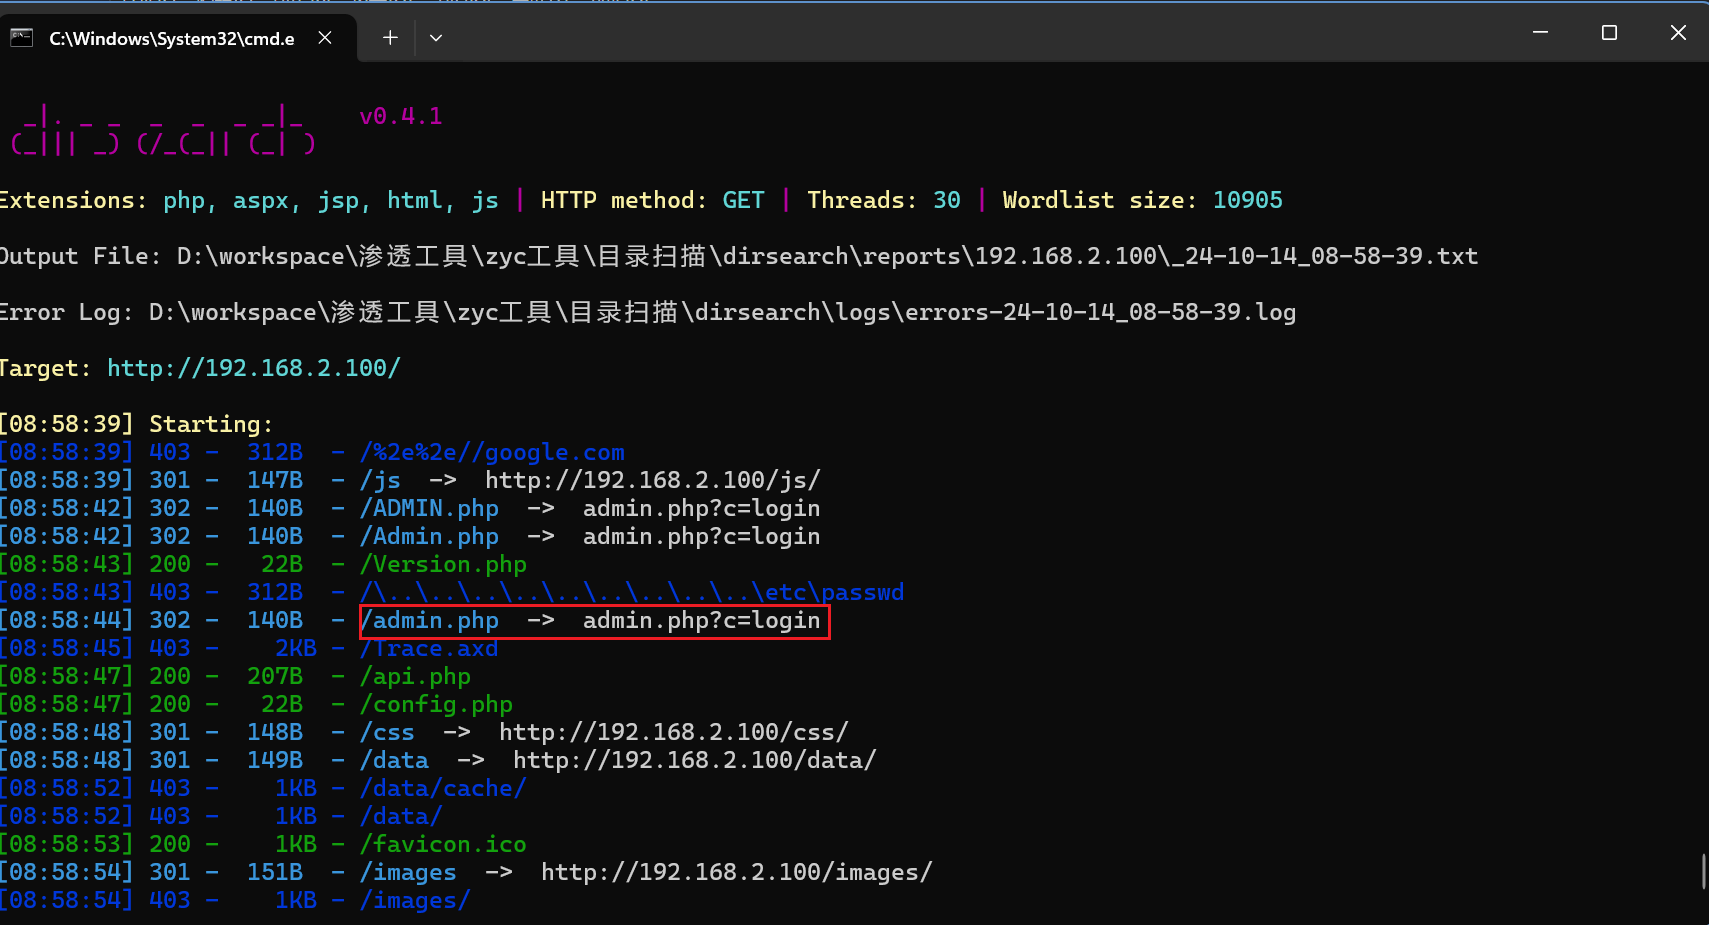 C:\Windows\System32\cmd.e
_|. _ _  _  _  _ _|_    v0.4.1
(_||| _) (/_(_|| (_| )
Extensions: php, aspx, jsp, html, js | HTTP method: GET | Threads: 30 | Wordlist size: 10905
Output File: D:\workspace\渗透工具\zyc工具\目录扫描\dirsearch\reports\192.168.2.100\_24-10-14_08-58-39.txt
Error Log: D:\workspace\渗透工具\zyc工具\目录扫描\dirsearch\logs\errors-24-10-14_08-58-39.log
Target: http://192.168.2.100/
[08:58:39] Starting:
[08:58:39] 403 -  312B  - /%2e%2e//google.com
[08:58:39] 301 -  147B  - /js  ->  http://192.168.2.100/js/
[08:58:42] 302 -  140B  - /ADMIN.php  ->  admin.php?c=login
[08:58:42] 302 -  140B  - /Admin.php  ->  admin.php?c=login
[08:58:43] 200 -   22B  - /Version.php
[08:58:43] 403 -  312B  - /\..\..\..\..\..\..\..\..\..\etc\passwd
[08:58:44] 302 -  140B  - /admin.php  ->  admin.php?c=login
[08:58:45] 403 -    2KB - /Trace.axd
[08:58:47] 200 -  207B  - /api.php
[08:58:47] 200 -   22B  - /config.php
[08:58:48] 301 -  148B  - /css  ->  http://192.168.2.100/css/
[08:58:48] 301 -  149B  - /data  ->  http://192.168.2.100/data/
[08:58:52] 403 -    1KB - /data/cache/
[08:58:52] 403 -    1KB - /data/
[08:58:53] 200 -    1KB - /favicon.ico
[08:58:54] 301 -  151B  - /images  ->  http://192.168.2.100/images/
[08:58:54] 403 -    1KB - /images/